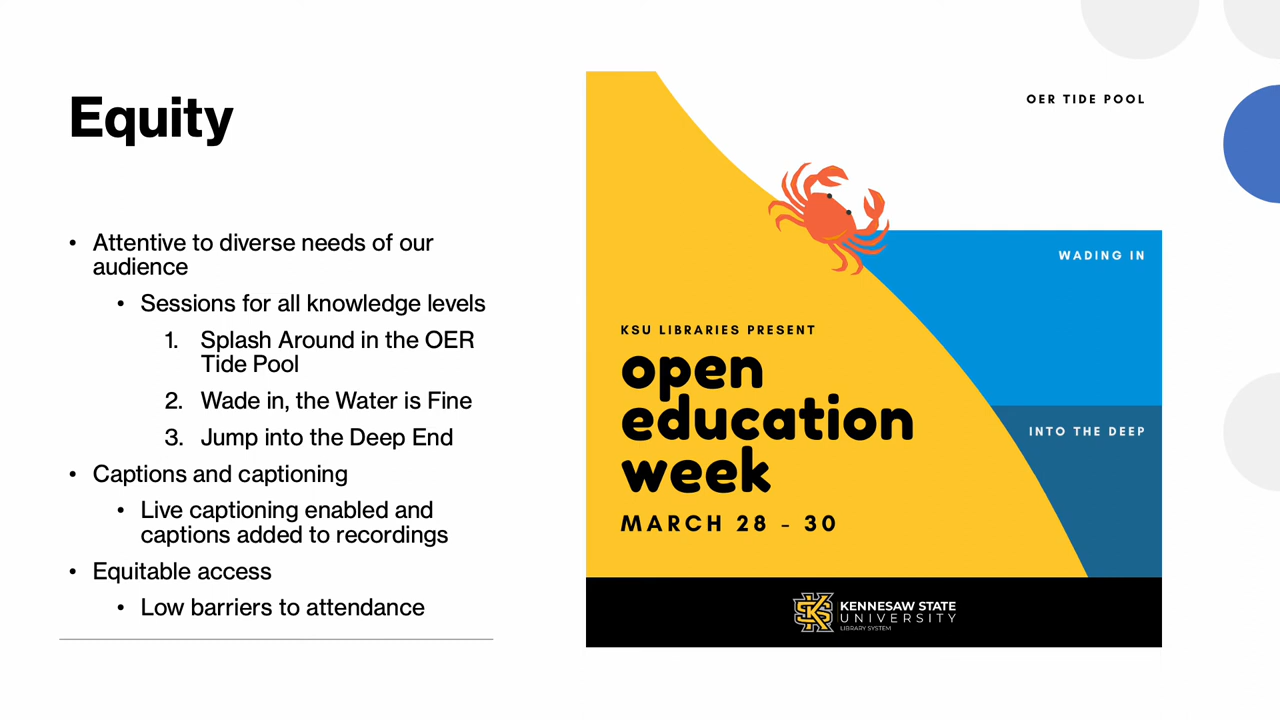 Equity
• Attentive to diverse needs of our
audience
• Sessions for all knowledge levels
1. Splash Around in the OER
Tide Pool
2. Wade in, the Water is Fine
3. Jump into the Deep End
• Captions and captioning
• Live captioning enabled and
captions added to recordings
• Equitable access
• Low barriers to attendance
OER TIDE POOL
WADING IN
INTO THE DEEP
KSU LIBRARIES PRESENT
open
education
week
MARCH 28 - 30
KS
KENNESAW STATE
UNIVERSITY
LIBRARY SYSTEM